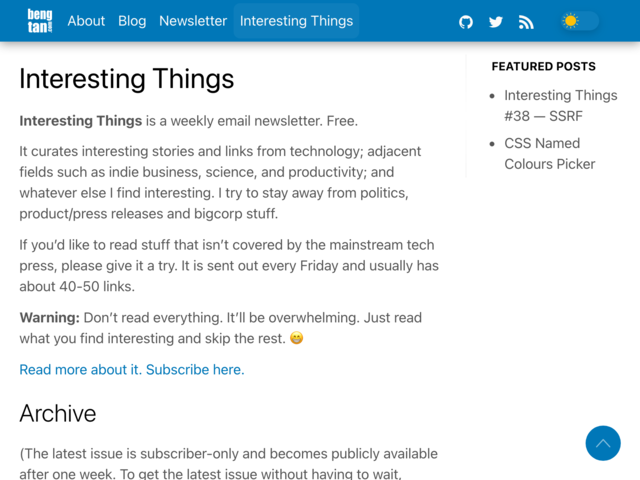 beng
tan.com
About
Blog
Newsletter
Interesting Things
Interesting Things
Interesting Things is a weekly email newsletter. Free.
It curates interesting stories and links from technology; adjacent
fields such as indie business, science, and productivity; and
whatever else I find interesting. I try to stay away from politics,
product/press releases and bigcorp stuff.
If you’d like to read stuff that isn’t covered by the mainstream tech
press, please give it a try. It is sent out every Friday and usually has
about 40-50 links.
Warning: Don’t read everything. It’ll be overwhelming. Just read
what you find interesting and skip the rest. 😁
Read more about it. Subscribe here.
Archive
(The latest issue is subscriber-only and becomes publicly available
after one week. To get the latest issue without having to wait,
FEATURED POSTS
Interesting Things
#38 — SSRF
CSS Named
Colours Picker